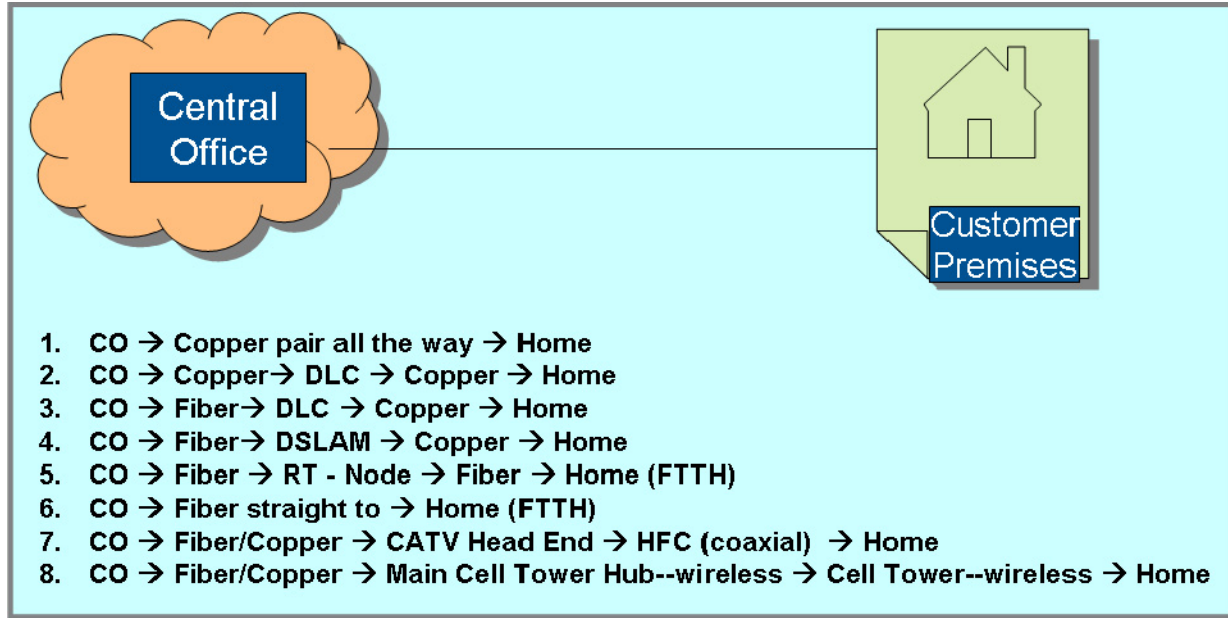 Central
Office
Customer
Premises
1. CO → Copper pair all the way → Home
2. CO → Copper→ DLC → Copper → Home
3. CO → Fiber→ DLC → Copper → Home
4. CO → Fiber→ DSLAM → Copper → Home
5. CO → Fiber → RT - Node → Fiber → Home (FTTH)
6. CO → Fiber straight to → Home (FTTH)
7. CO → Fiber/Copper → CATV Head End → HFC (coaxial) → Home
8. CO → Fiber/Copper → Main Cell Tower Hub--wireless → Cell Tower--wireless → Home